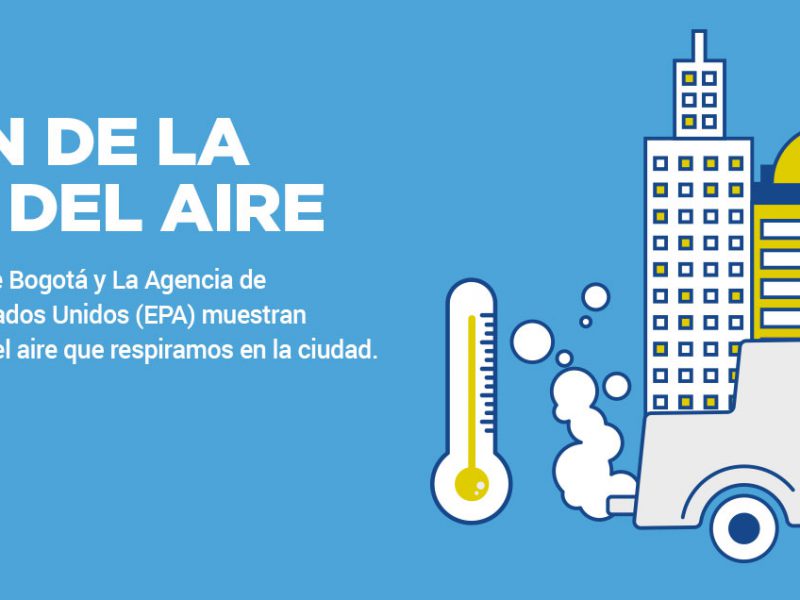 N DE LA
DEL AIRE
e Bogotá y La Agencia de
ados Unidos (EPA) muestran
el aire que respiramos en la ciudad.